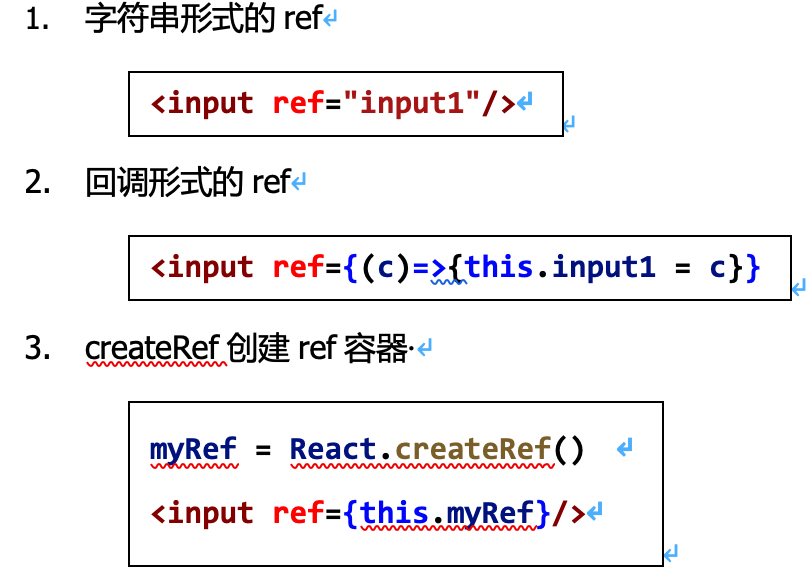 1. 字符串形式的 ref
<input ref="input1"/>
2. 回调形式的 ref
<input ref={(c)=>{this.input1 = c}}
3. createRef 创建 ref 容器·
myRef = React.createRef()
<input ref={this.myRef}/>